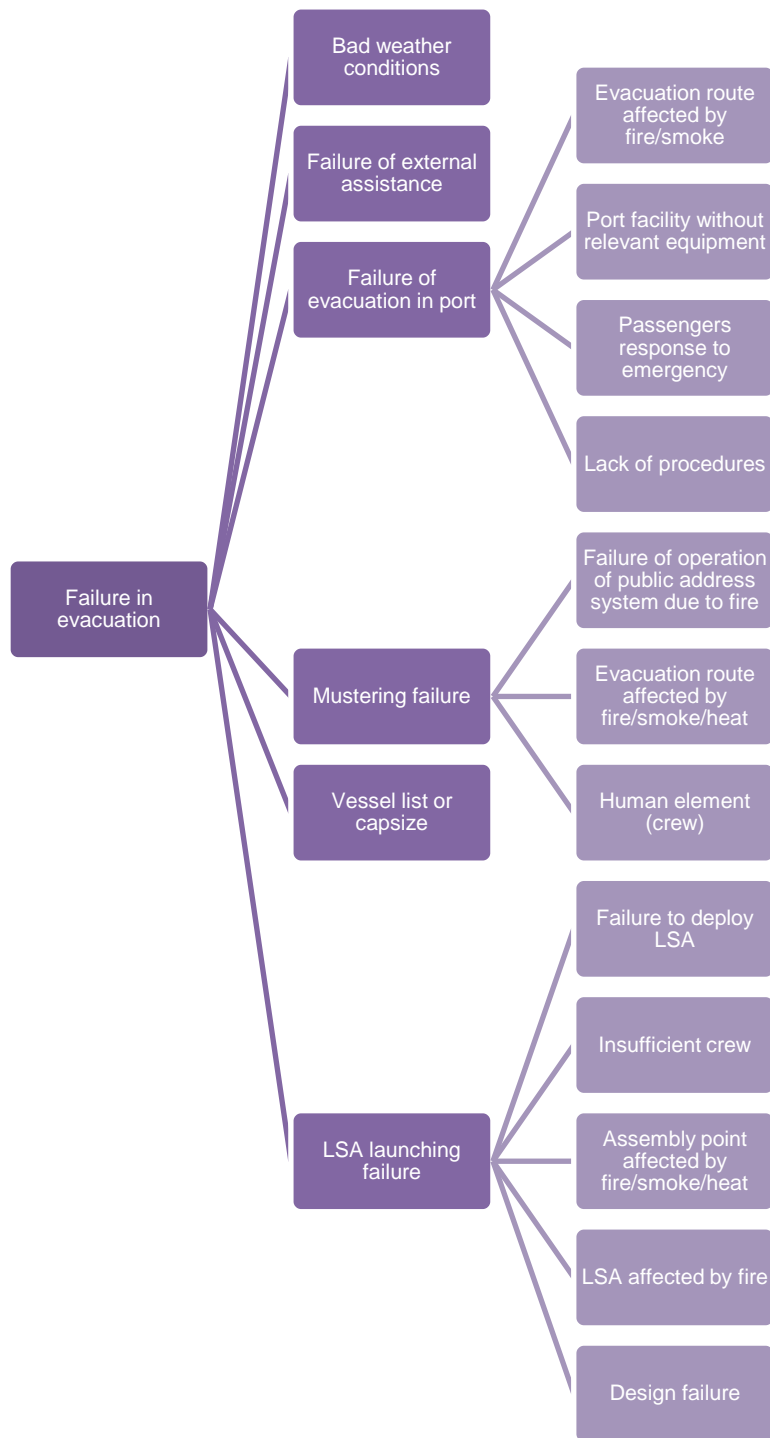 Failure in
evacuation
Bad weather
conditions
Failure of external
assistance
Failure of
evacuation in port
Evacuation route
affected by
fire/smoke
Port facility without
relevant equipment
Passengers
response to
emergency
Lack of procedures
Mustering failure
Failure of operation
of public address
system due to fire
Evacuation route
affected by
fire/smoke/heat
Human element
(crew)
Vessel list or
capsize
LSA launching
failure
Failure to deploy
LSA
Insufficient crew
Assembly point
affected by
fire/smoke/heat
LSA affected by fire
Design failure